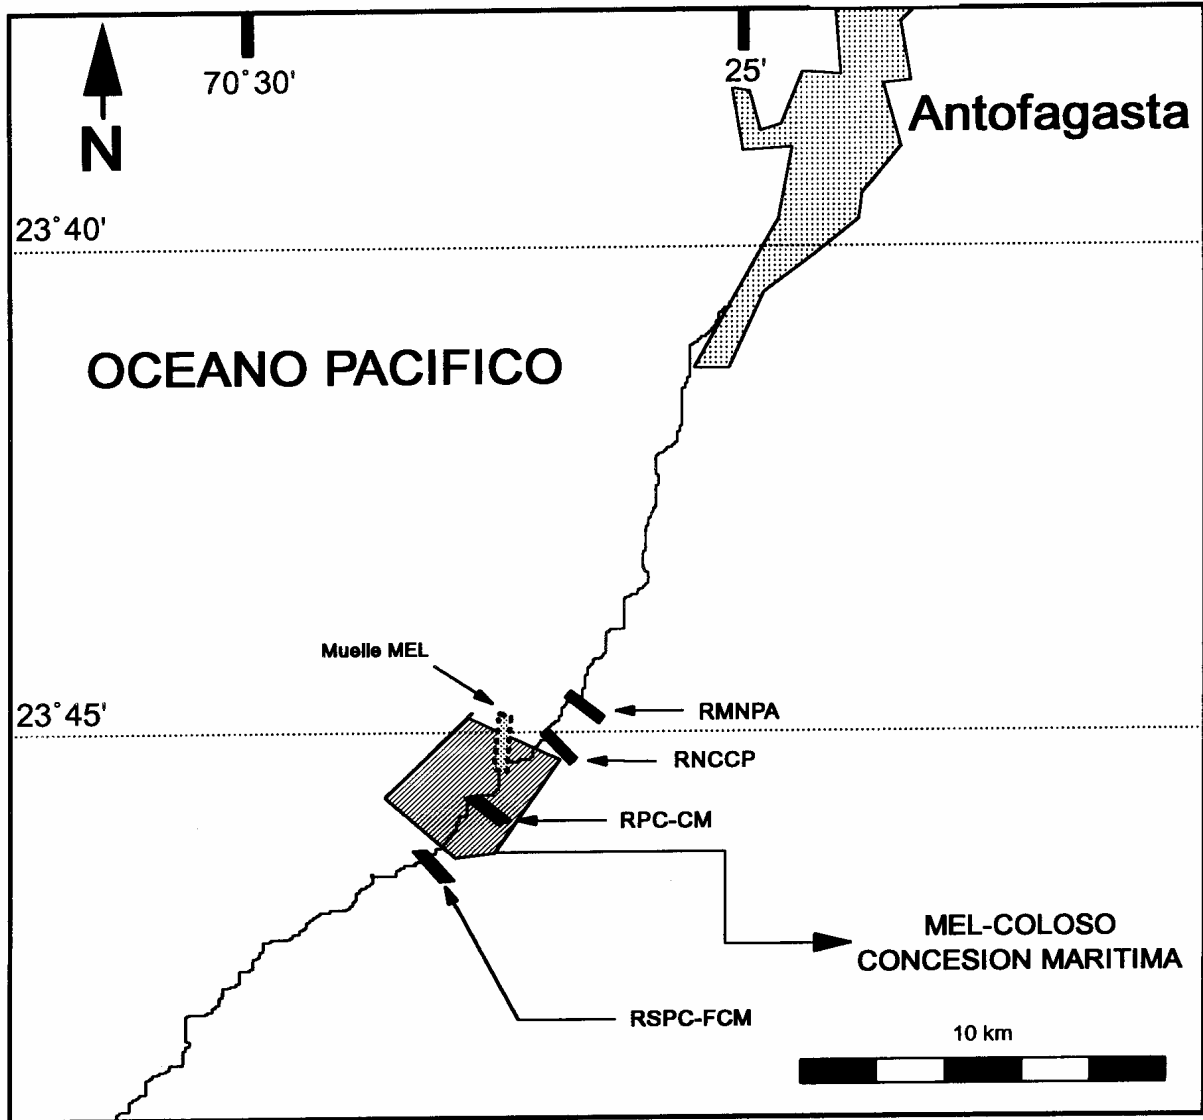 70°30'
25'
N
Antofagasta
23°40'
OCEANO PACIFICO
Muelle MEL
23°45'
RMNPA
RNCCP
RPC-CM
MEL-COLOSO
CONCESION MARITIMA
RSPC-FCM
10 km